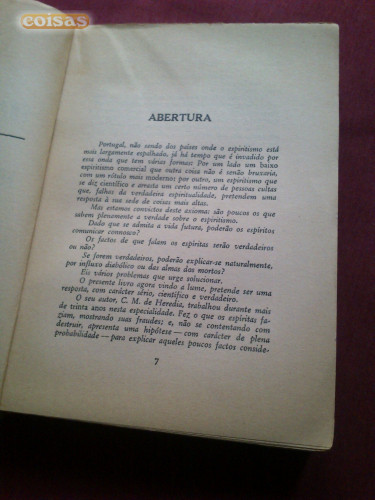 coisas
ABERTURA
Portugal, não sendo dos países onde o espiritismo está
mais largamente espalhado, já há tempo que é invadido por
essa onda que tem várias formas: Por um lado um baixo
espiritismo comercial que outra coisa não é senão bruxaria,
com um rótulo mais moderno; por outro, um espiritismo que
se diz científico e arrasta um certo número de pessoas cultas
que, falhas da verdadeira espiritualidade, pretendem uma
resposta à sua sede de coisas mais altas.
Mas estamos convictos deste axioma: são poucos os que
sabem plenamente a verdade sobre o espiritismo.
Dado que se admita a vida futura, poderão os espíritos
comunicar connosco?
Os factos de que falam os espíritas serão verdadeiros
ou não?
Se forem verdadeiros, poderão explicar-se naturalmente,
por influxo diabólico ou das almas dos mortos?
Eis vários problemas que urge solucionar.
O presente livro agora vindo a lume, pretende ser uma
resposta, com carácter sério, científico e verdadeiro.
O seu autor, C. M. de Heredia, trabalhou durante mais
de trinta anos nesta especialidade. Fez o que os espíritas fa-
ziam, mostrando suas fraudes; e, não se contentando com
destruir, apresenta uma hipótese — com carácter de plena
probabilidade — para explicar aqueles poucos factos conside-
7